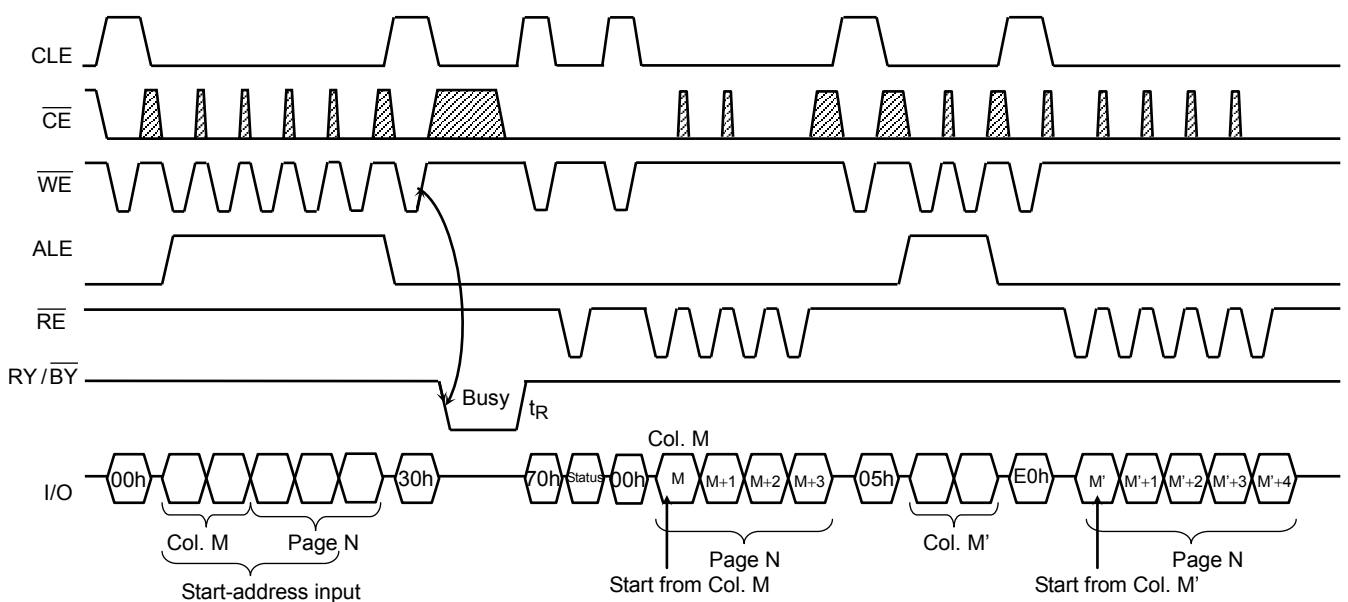 CLE
CE
WE
ALE
RE
RY/BY
Busy
tR
Col. M
I/O
00h
30h
70h
Status
00h
M
M+1
M+2
M+3
05h
E0h
M'
M'+1
M'+2
M'+3
M'+4
Col. M
Page N
Start-address input
Page N
Start from Col. M
Col. M'
Page N
Start from Col. M'